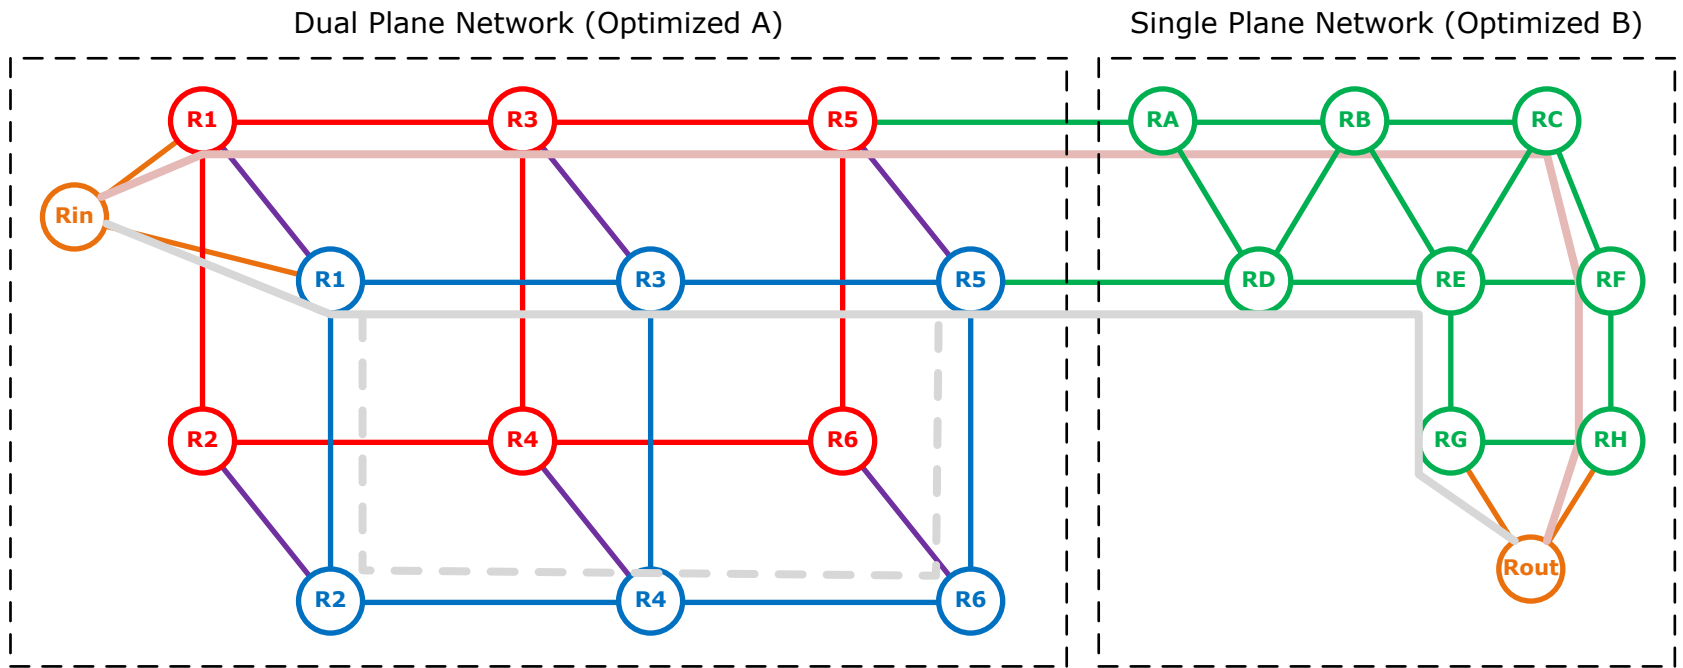 Dual Plane Network (Optimized A)
Single Plane Network (Optimized B)
R1
R3
R5
RA
RB
RC
Rin
R1
R3
R5
RD
RE
RF
R2
R4
R6
RG
RH
Rout
R2
R4
R6